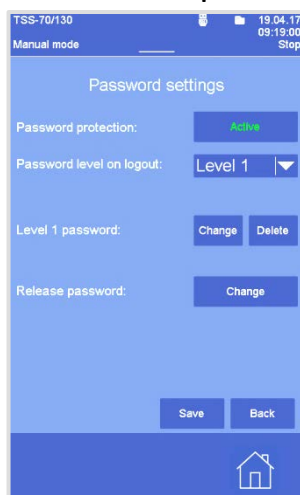 TSS-70/130 19.04.17
09:19:00
Manual mode Stop
Password settings
Password protection: Active
Password level on logout: Level 1
Level 1 password: Change Delete
Release password: Change
Save Back